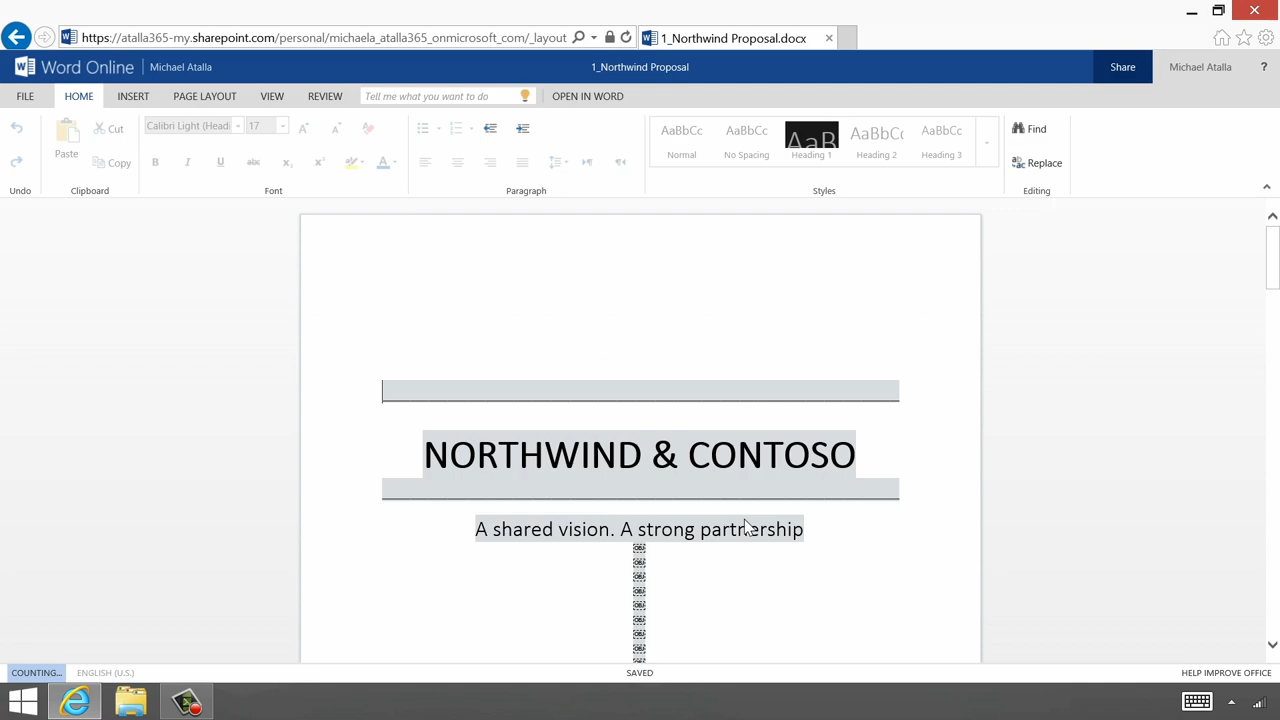 https://atalla365-my.sharepoint.com/personal/michaela_atalla365_onmicrosoft_com/_layout
1_Northwind Proposal.docx
Word Online
Michael Atalla
1_Northwind Proposal
Share
Michael Atalla
?
FILE
HOME
INSERT
PAGE LAYOUT
VIEW
REVIEW
Tell me what you want to do
OPEN IN WORD
Calibri Light (Headi
17
Paste
Cut
Copy
AaBbCc
AaBbCc
AaB
AaBbCc
AaBbCc
Normal
No Spacing
Heading 1
Heading 2
Heading 3
Find
Replace
Undo
Clipboard
Font
Paragraph
Styles
Editing
NORTHWIND & CONTOSO
A shared vision. A strong partnership
COUNTING...
ENGLISH (U.S.)
SAVED
HELP IMPROVE OFFICE